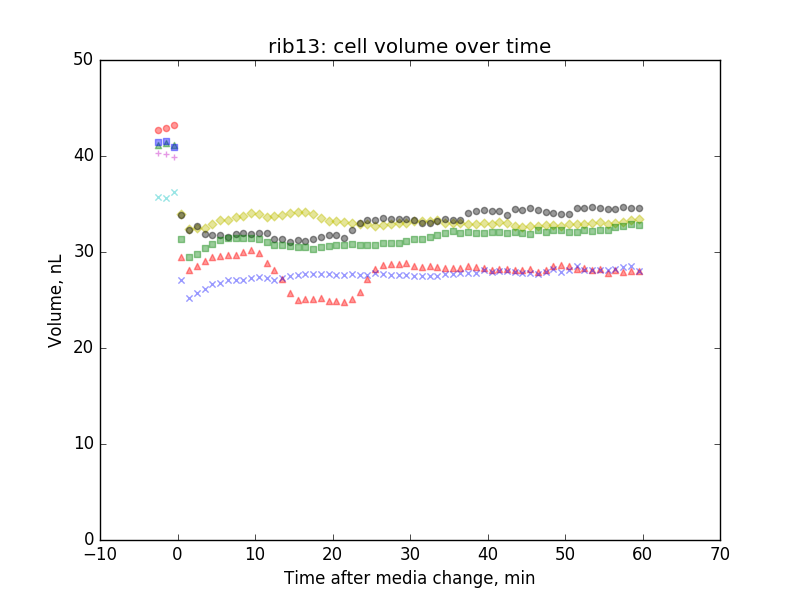 rib13: cell volume over time
50
40
30
20
10
0
Volume, nL
−10 0 10 20 30 40 50 60 70
Time after media change, min